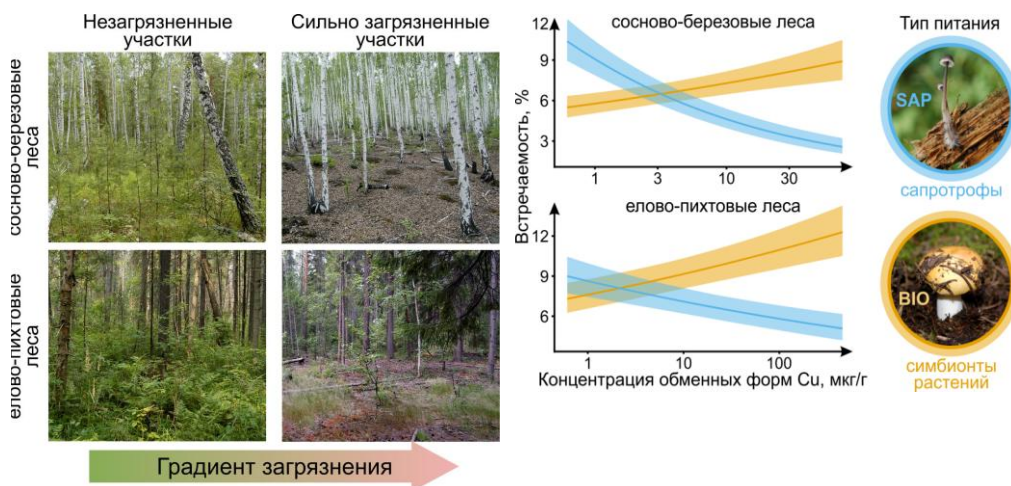 Незагрязненные
участки
Сильно загрязненные
участки
сосново-березовые
леса
елово-пихтовые
леса
Градиент загрязнения
Встречаемость, %
сосново-березовые леса
12
9
6
3
1
3
10
30
елово-пихтовые леса
12
9
6
1
10
100
Концентрация обменных форм Cu, мкг/г
Тип питания
SAP
сапротрофы
BIO
симбионты
растений